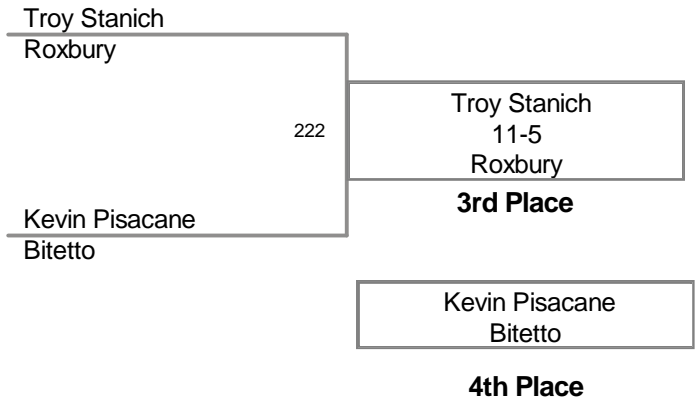 Troy Stanich
Roxbury
222
Troy Stanich
11-5
Roxbury
3rd Place
Kevin Pisacane
Bitetto
Kevin Pisacane
Bitetto
4th Place